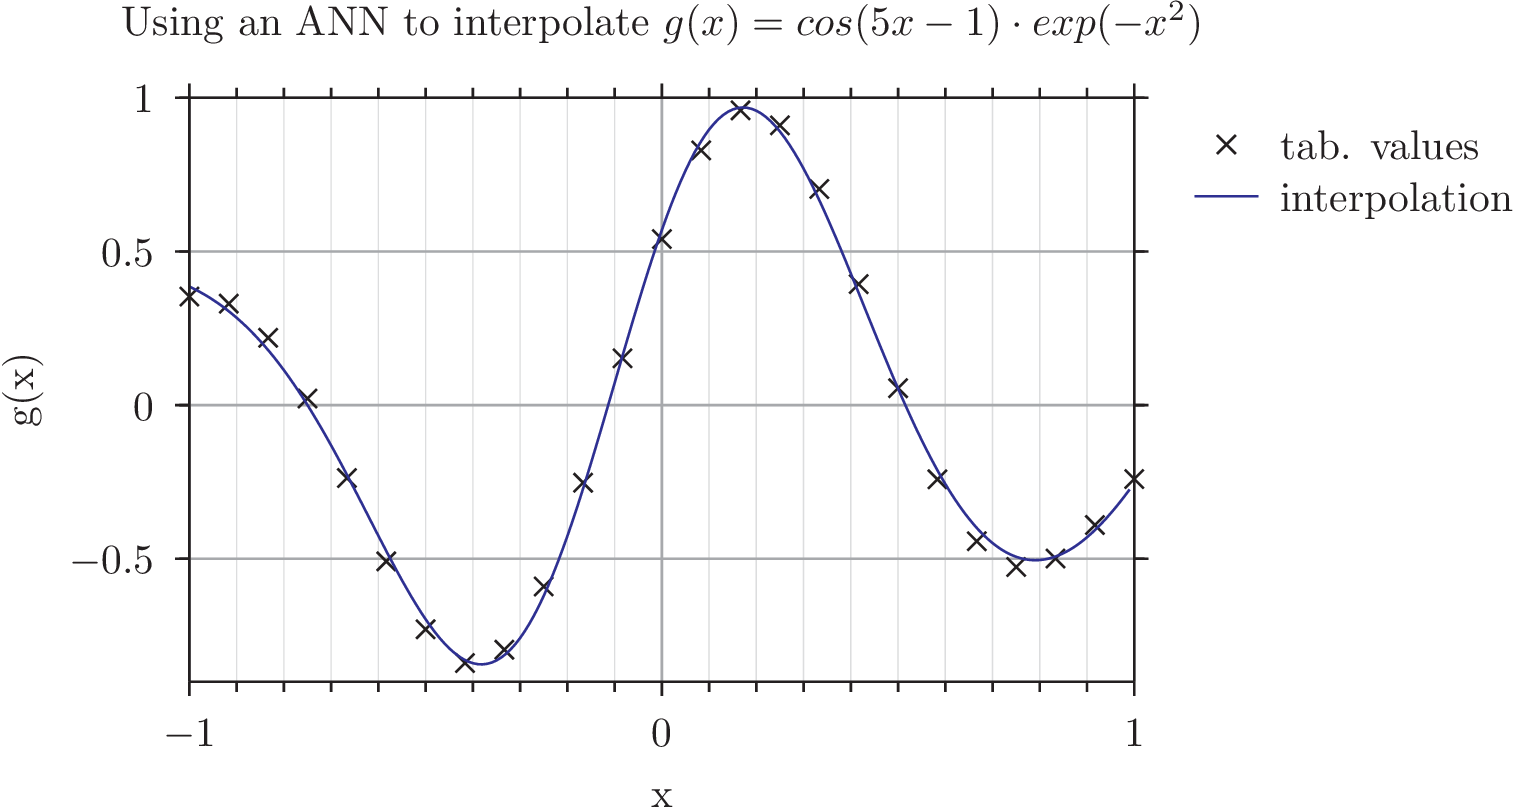 Using an ANN to interpolate g(x) = cos(5x − 1) · exp(−x²)
1
0.5
0
−0.5
g(x)
−1
0
1
x
tab. values
interpolation